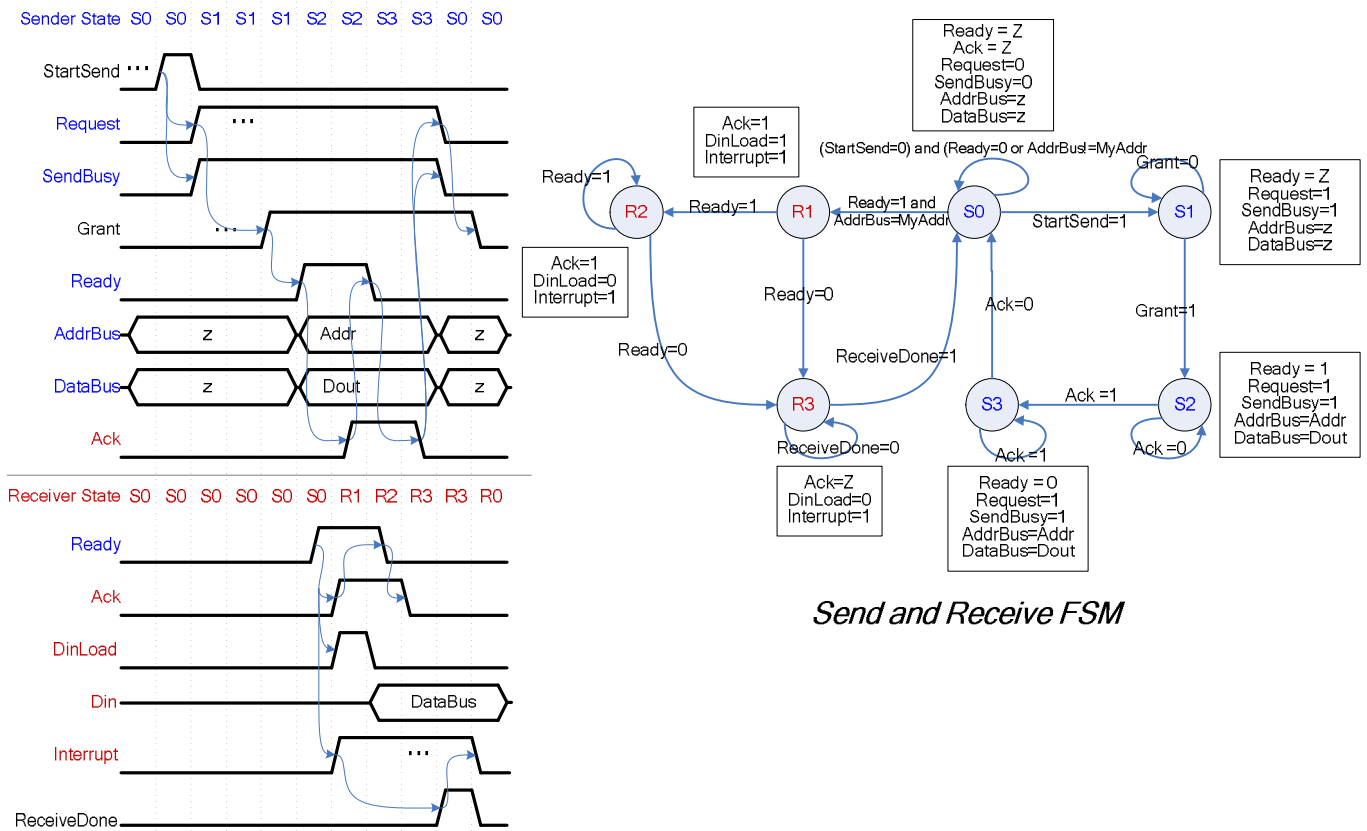 Sender State S0 S0 S1 S1 S1 S2 S2 S3 S3 S0 S0
StartSend ...
Request ...
SendBusy
Grant ...
Ready
AddrBus z Addr z
DataBus z Dout z
Ack
Receiver State S0 S0 S0 S0 S0 S0 R1 R2 R3 R3 R0
Ready
Ack
DinLoad
Din DataBus
Interrupt ...
ReceiveDone
Ready = Z
Ack = Z
Request=0
SendBusy=0
AddrBus=z
DataBus=z
Ack=1
DinLoad=1
Interrupt=1
(StartSend=0) and (Ready=0 or AddrBus!=MyAddr
Grant=0
Ready = Z
Request=1
SendBusy=1
AddrBus=z
DataBus=z
Ready=1
R2
Ready=1
R1
Ready=1 and
AddrBus=MyAddr
S0
StartSend=1
S1
Ack=1
DinLoad=0
Interrupt=1
Ready=0
Ack=0
Grant=1
Ready=0
ReceiveDone=1
Ready = 1
Request=1
SendBusy=1
AddrBus=Addr
DataBus=Dout
R3
S3
Ack =1
S2
ReceiveDone=0
Ack =1
Ack =0
Ack=Z
DinLoad=0
Interrupt=1
Ready = 0
Request=1
SendBusy=1
AddrBus=Addr
DataBus=Dout
Send and Receive FSM